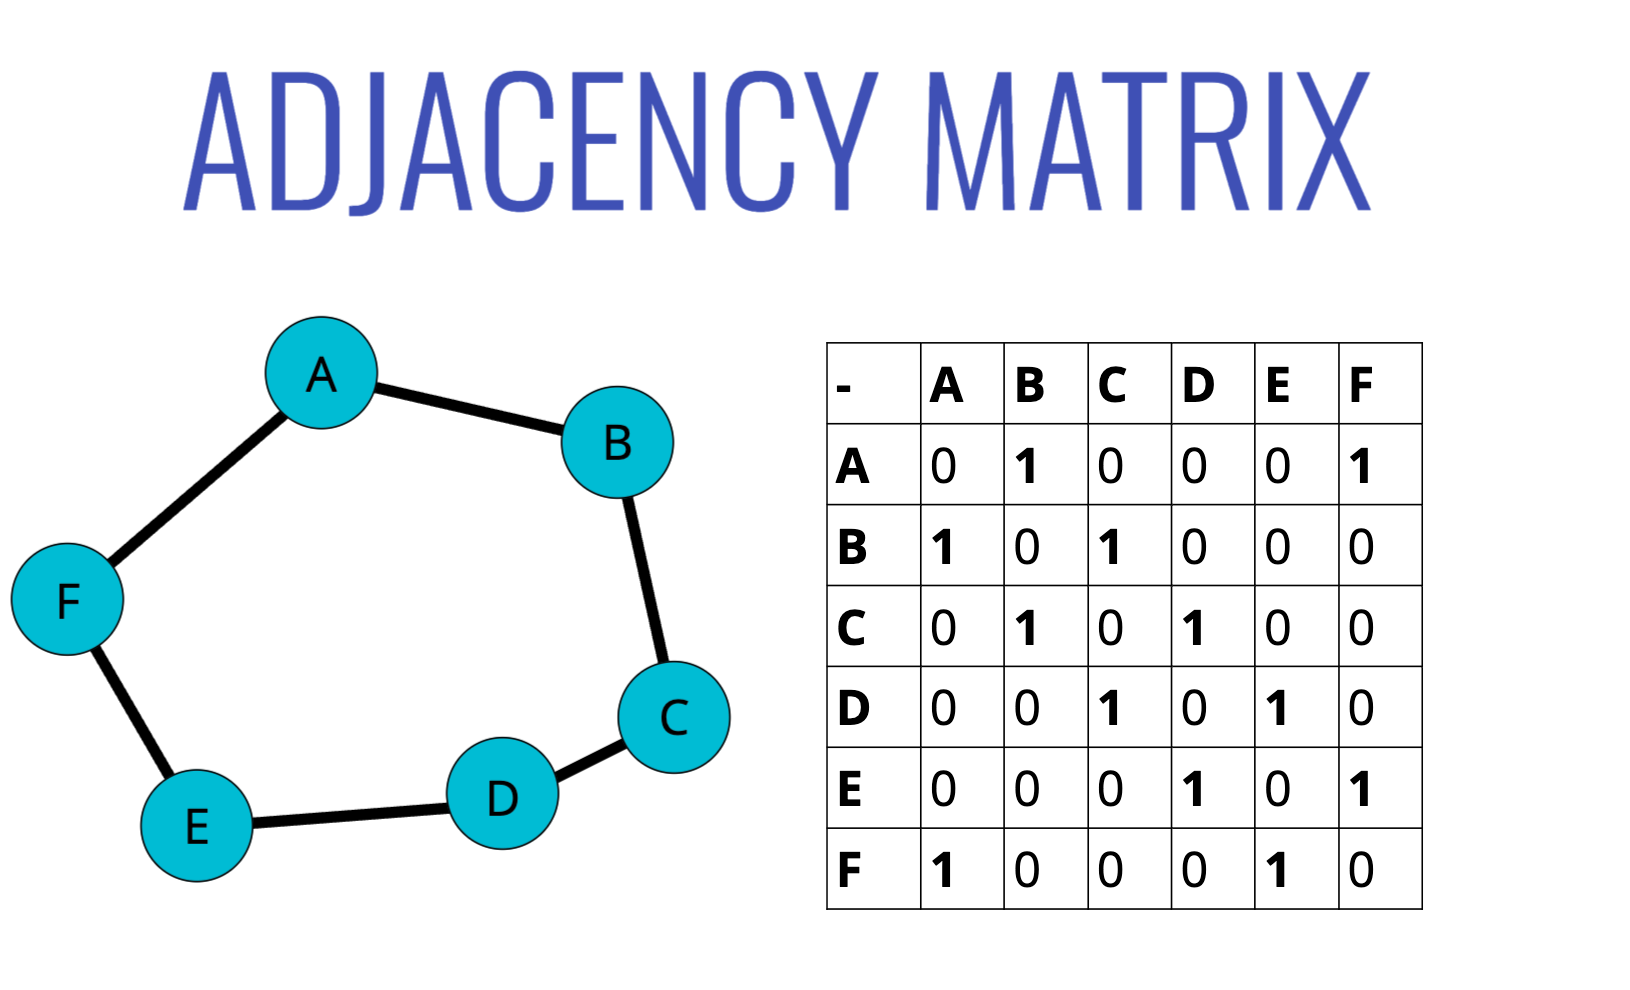 ADJACENCY MATRIX
A
B
F
C
D
E
- A B C D E F
A 0 1 0 0 0 1
B 1 0 1 0 0 0
C 0 1 0 1 0 0
D 0 0 1 0 1 0
E 0 0 0 1 0 1
F 1 0 0 0 1 0